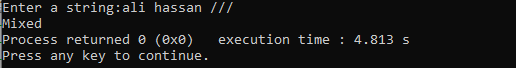 Enter a string:ali hassan ///
Mixed
Process returned 0 (0x0)   execution time : 4.813 s
Press any key to continue.